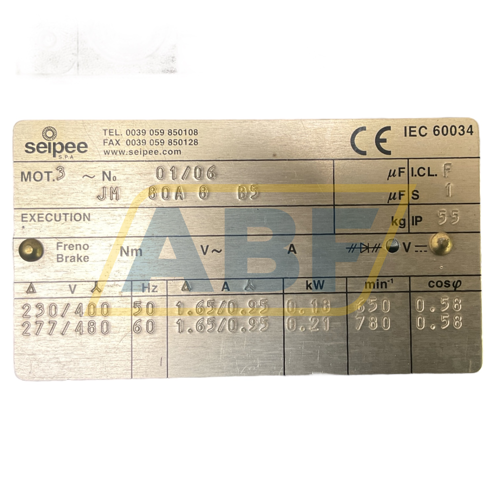 seipee
S.P.A.
TEL. 0039 059 850108
FAX 0039 059 850128
www.seipee.com
CE IEC 60034
MOT. 3 ~ No 01/06 µF I.CL. F
JM 80A 8 B5 µF S 1
EXECUTION kg IP 55
Freno Brake Nm V~ A V
Δ V Hz Δ A kW min⁻¹ cosφ
230/400 50 1.65/0.95 0.18 650 0.58
277/480 60 1.65/0.95 0.21 780 0.58
ABF